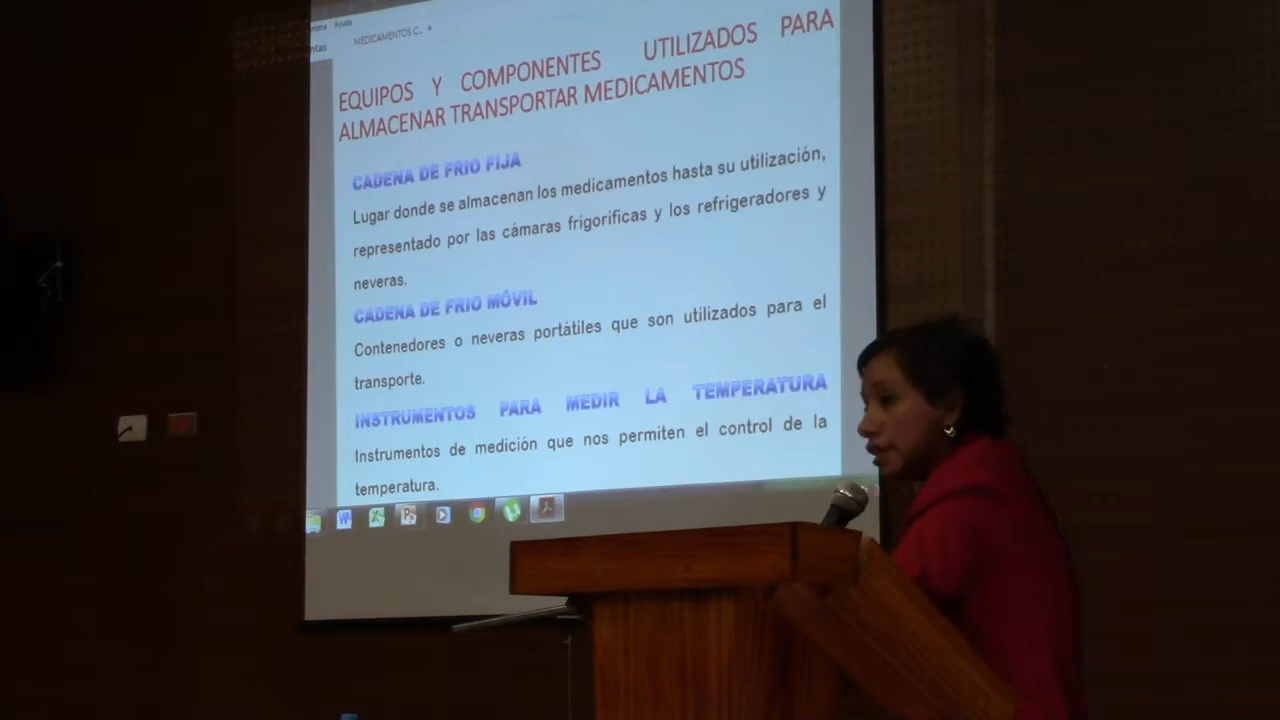 Ayuda
MEDICAMENTOS C...
EQUIPOS Y COMPONENTES UTILIZADOS PARA
ALMACENAR TRANSPORTAR MEDICAMENTOS
CADENA DE FRIO FIJA
Lugar donde se almacenan los medicamentos hasta su utilización,
representado por las cámaras frigoríficas y los refrigeradores y
neveras.
CADENA DE FRIO MÓVIL
Contenedores o neveras portátiles que son utilizados para el
transporte.
INSTRUMENTOS PARA MEDIR LA TEMPERATURA
Instrumentos de medición que nos permiten el control de la
temperatura.